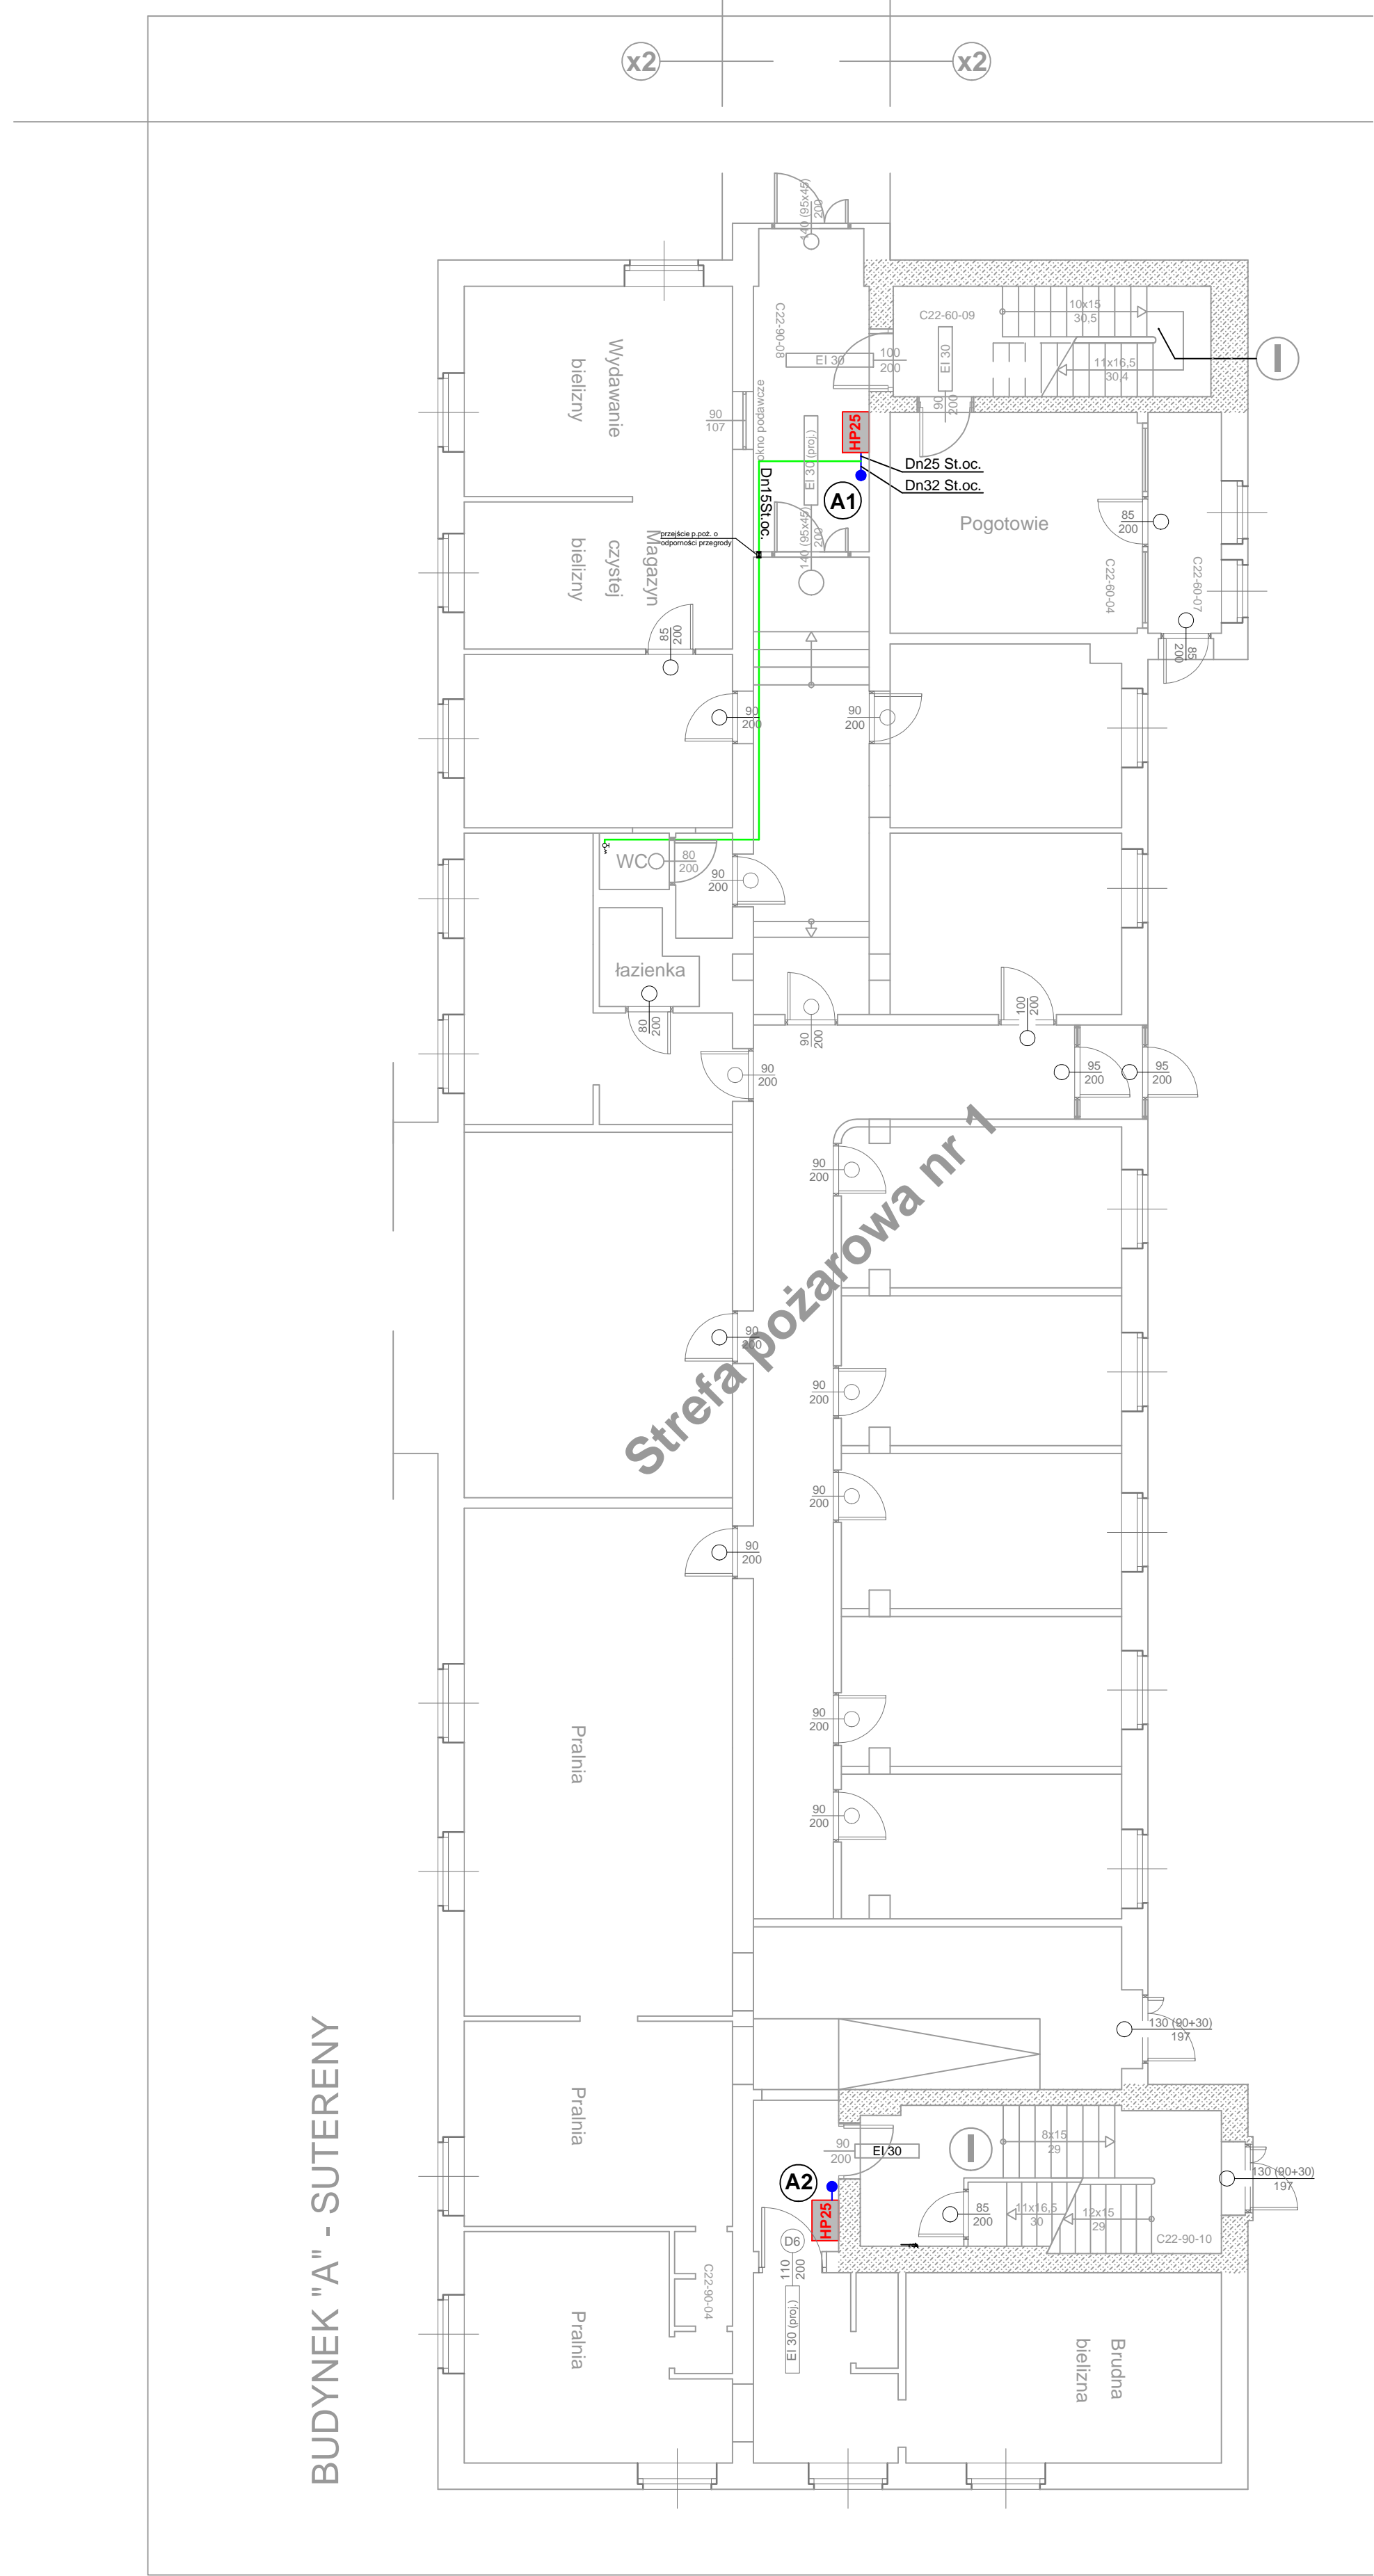 x2
x2
140 (95x45)
200
C22-90-08
C22-60-09
10x15
30,5
11x16,5
30,4
I
EI 30
100
200
EI 30
90
200
Wydawanie
bielizny
90
107
okno podawcze
EI 30 (proj.)
HP25
Dn25 St.oc.
Dn32 St.oc.
A1
Dn15St.oc.
140 (95x45)
200
Pogotowie
85
200
C22-60-04
C22-60-07
przejście p.poż. o
odporności przegrody
Magazyn
czystej
bielizny
85
200
85
200
90
200
90
200
WC
80
200
90
200
łazienka
80
200
90
200
100
200
90
200
95
200
95
200
90
200
Strefa pożarowa nr 1
90
200
90
200
90
200
90
200
90
200
Pralnia
90
200
130 (90+30)
197
Pralnia
90
200
EI 30
I
8x15
29
A2
HP25
85
200
11x16,5
30
12x15
29
130 (90+30)
197
C22-90-10
D6
110
200
EI 30 (proj.)
C22-90-04
Pralnia
Brudna
bielizna
BUDYNEK "A" - SUTERENY